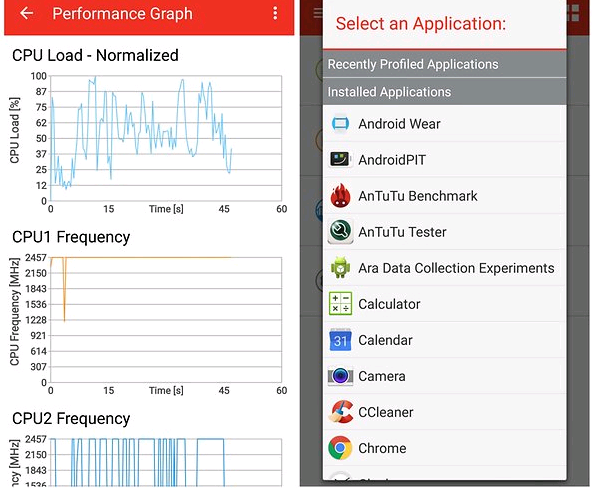 Performance Graph
CPU Load - Normalized
CPU Load [%]
100
87
75
62
50
37
25
12
0
0
15
Time [s]
45
60
CPU1 Frequency
CPU Frequency [MHz]
2457
2150
1843
1536
1228
921
614
307
0
0
15
Time [s]
45
60
CPU2 Frequency
2457
2150
1843
1536
Select an Application:
Recently Profiled Applications
Installed Applications
Android Wear
AndroidPIT
AnTuTu Benchmark
AnTuTu Tester
Ara Data Collection Experiments
Calculator
31
Calendar
Camera
CCleaner
Chrome